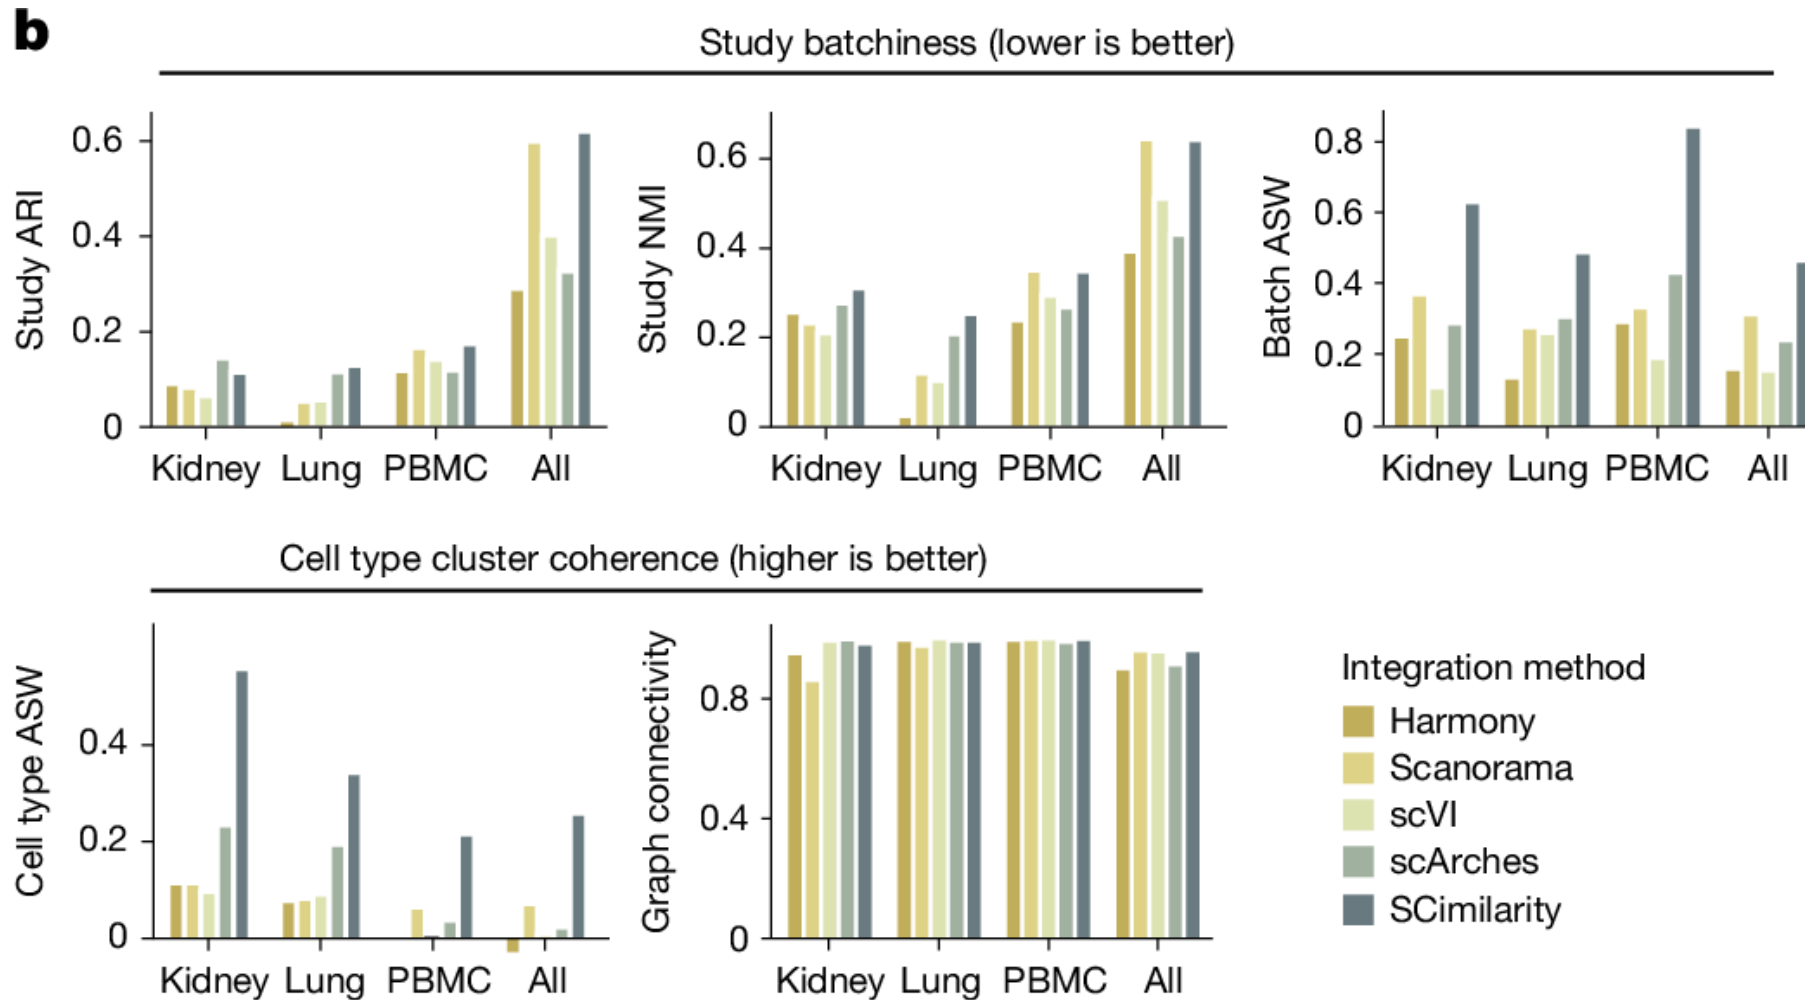 b
Study batchiness (lower is better)
Study ARI
0.6
0.4
0.2
0
Kidney Lung PBMC All
Study NMI
0.6
0.4
0.2
0
Kidney Lung PBMC All
Batch ASW
0.8
0.6
0.4
0.2
0
Kidney Lung PBMC All
Cell type cluster coherence (higher is better)
Cell type ASW
0.4
0.2
0
Kidney Lung PBMC All
Graph connectivity
0.8
0.4
0
Kidney Lung PBMC All
Integration method
Harmony
Scanorama
scVI
scArches
SCimilarity